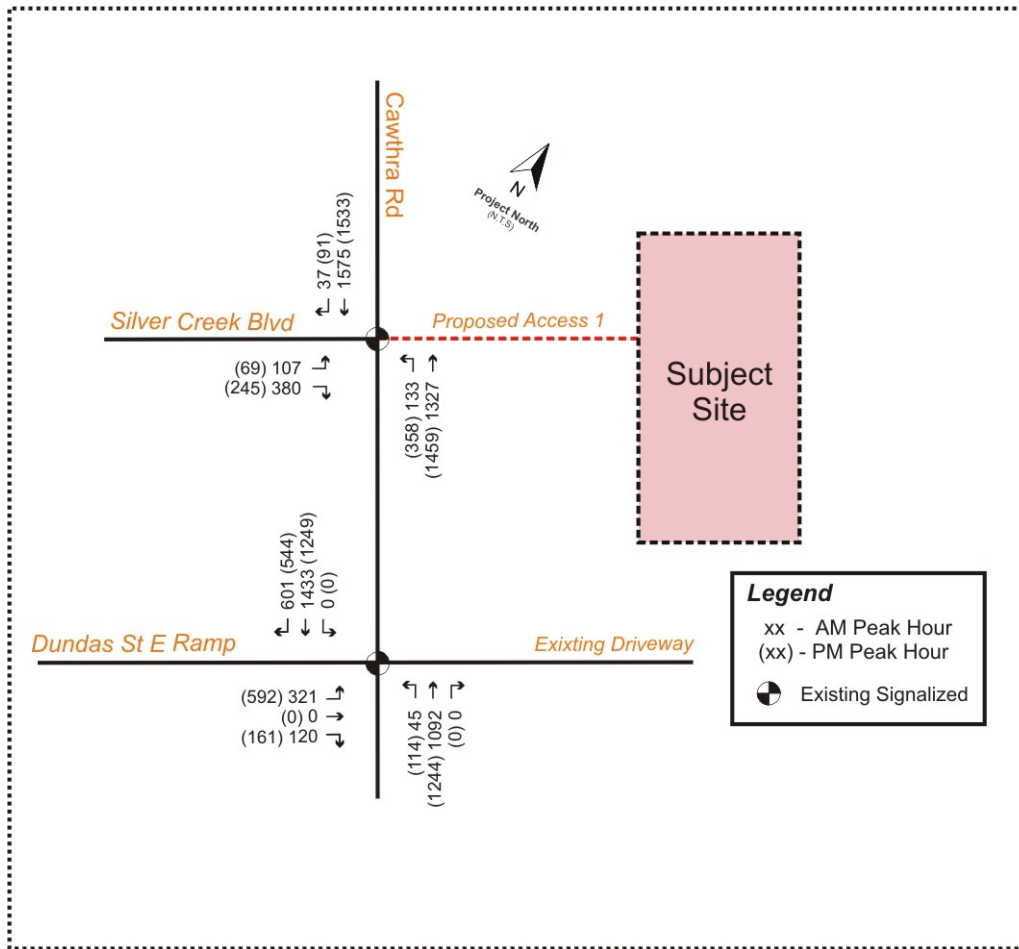 Cawthra Rd
N
Project North
(N.T.S)
37 (91)
1575 (1533)
Silver Creek Blvd
Proposed Access 1
(69) 107
(245) 380
(358) 133
(1459) 1327
Subject
Site
601 (544)
1433 (1249)
0 (0)
Dundas St E Ramp
Exixting Driveway
(592) 321
(0) 0
(161) 120
(114) 45
(1244) 1092
(0) 0
Legend
xx - AM Peak Hour
(xx) - PM Peak Hour
Existing Signalized